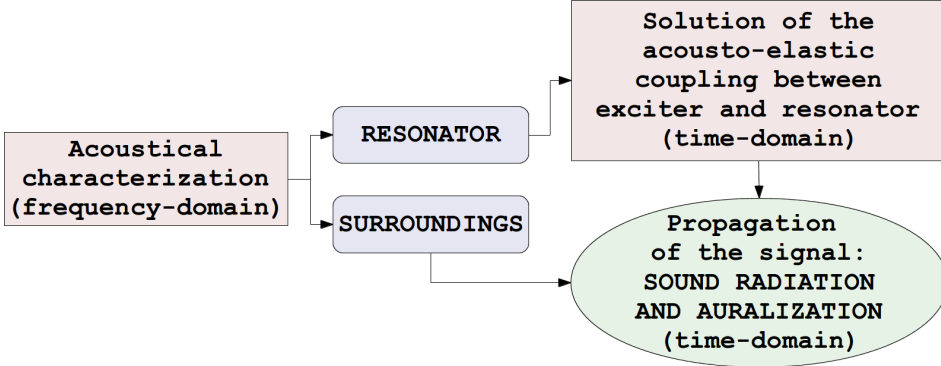 Acoustical
characterization
(frequency-domain)
RESONATOR
SURROUNDINGS
Solution of the
acousto-elastic
coupling between
exciter and resonator
(time-domain)
Propagation
of the signal:
SOUND RADIATION
AND AURALIZATION
(time-domain)